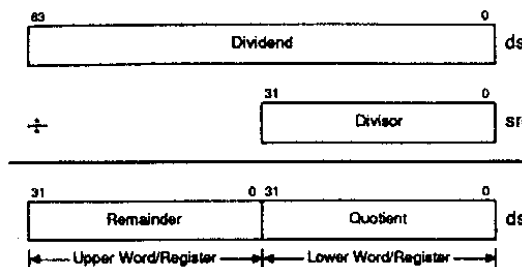 63 0
Dividend ds
31 0
÷ Divisor sr
31 0 31 0
Remainder Quotient ds
Upper Word/Register Lower Word/Register